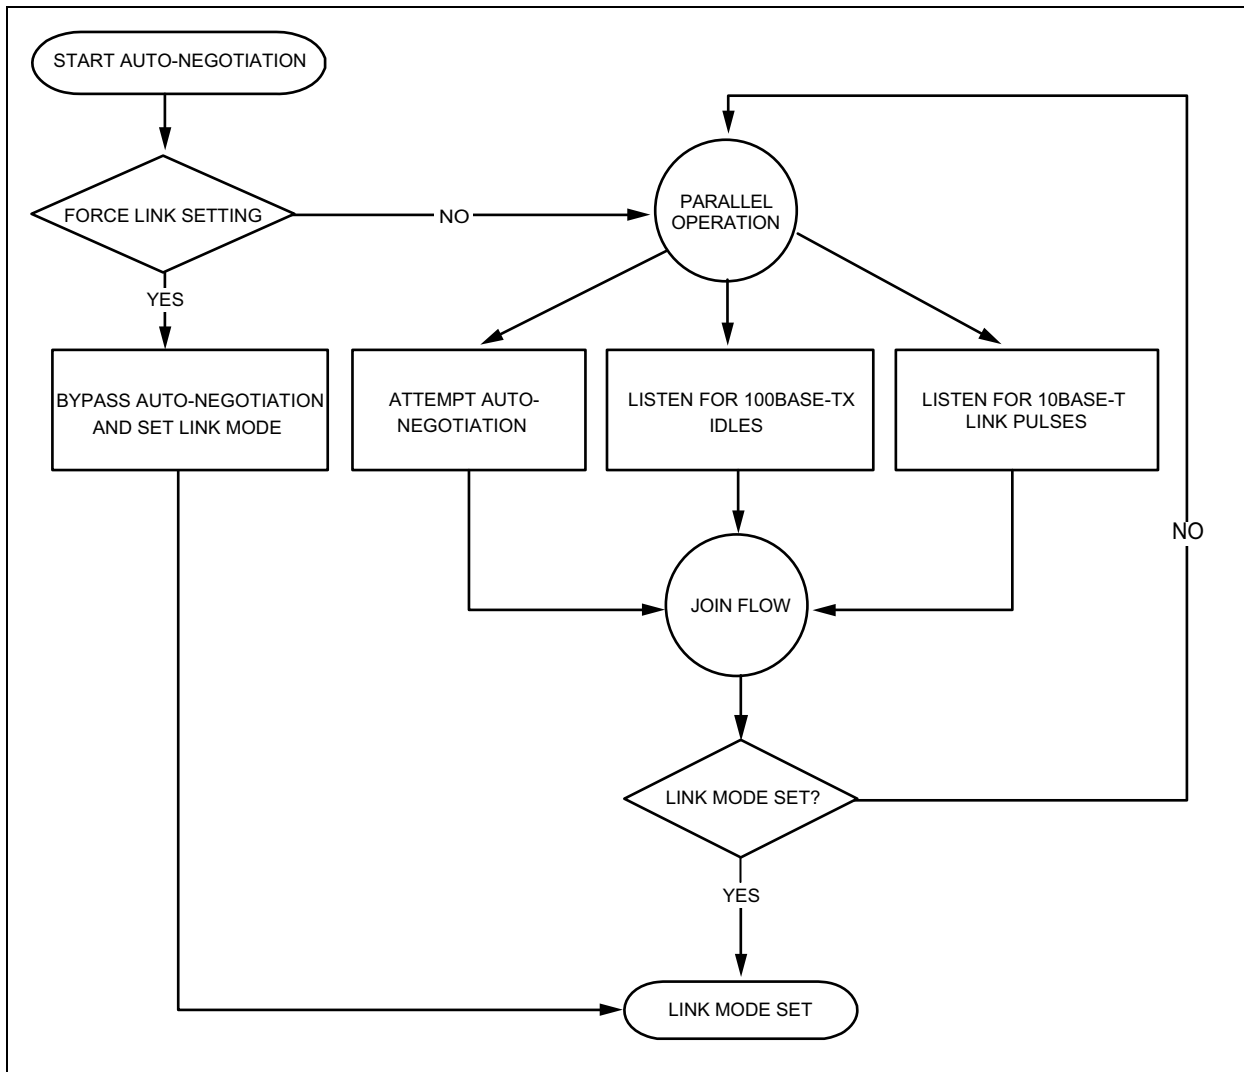 START AUTO-NEGOTIATION
FORCE LINK SETTING
NO
PARALLEL
OPERATION
YES
BYPASS AUTO-NEGOTIATION
AND SET LINK MODE
ATTEMPT AUTO-
NEGOTIATION
LISTEN FOR 100BASE-TX
IDLES
LISTEN FOR 10BASE-T
LINK PULSES
NO
JOIN FLOW
LINK MODE SET?
YES
LINK MODE SET